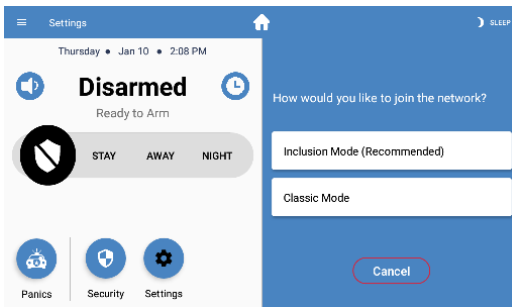 Settings
SLEEP
Thursday ● Jan 10 ● 2:08 PM
Disarmed
Ready to Arm
STAY AWAY NIGHT
Panics Security Settings
How would you like to join the network?
Inclusion Mode (Recommended)
Classic Mode
Cancel